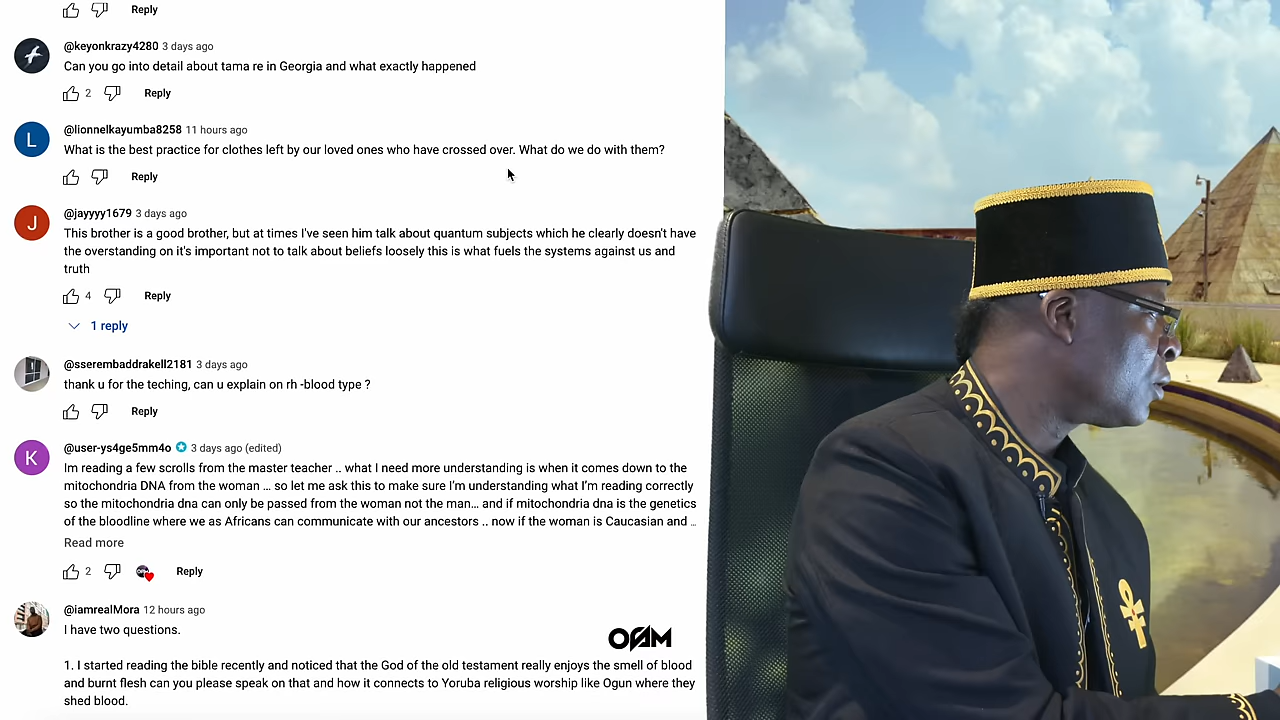 Reply
@keyonkrazy4280 3 days ago
Can you go into detail about tama re in Georgia and what exactly happened
2 Reply
L
@lionnelkayumba8258 11 hours ago
What is the best practice for clothes left by our loved ones who have crossed over. What do we do with them?
Reply
J
@jayyyy1679 3 days ago
This brother is a good brother, but at times I've seen him talk about quantum subjects which he clearly doesn't have
the overstanding on it's important not to talk about beliefs loosely this is what fuels the systems against us and
truth
4 Reply
1 reply
@sserembaddrakell2181 3 days ago
thank u for the teching, can u explain on rh -blood type ?
Reply
K
@user-ys4ge5mm4o 3 days ago (edited)
Im reading a few scrolls from the master teacher .. what I need more understanding is when it comes down to the
mitochondria DNA from the woman ... so let me ask this to make sure I'm understanding what I'm reading correctly
so the mitochondria dna can only be passed from the woman not the man... and if mitochondria dna is the genetics
of the bloodline where we as Africans can communicate with our ancestors .. now if the woman is Caucasian and ...
Read more
2 Reply
@iamrealMora 12 hours ago
I have two questions.
OFAM
1. I started reading the bible recently and noticed that the God of the old testament really enjoys the smell of blood
and burnt flesh can you please speak on that and how it connects to Yoruba religious worship like Ogun where they
shed blood.